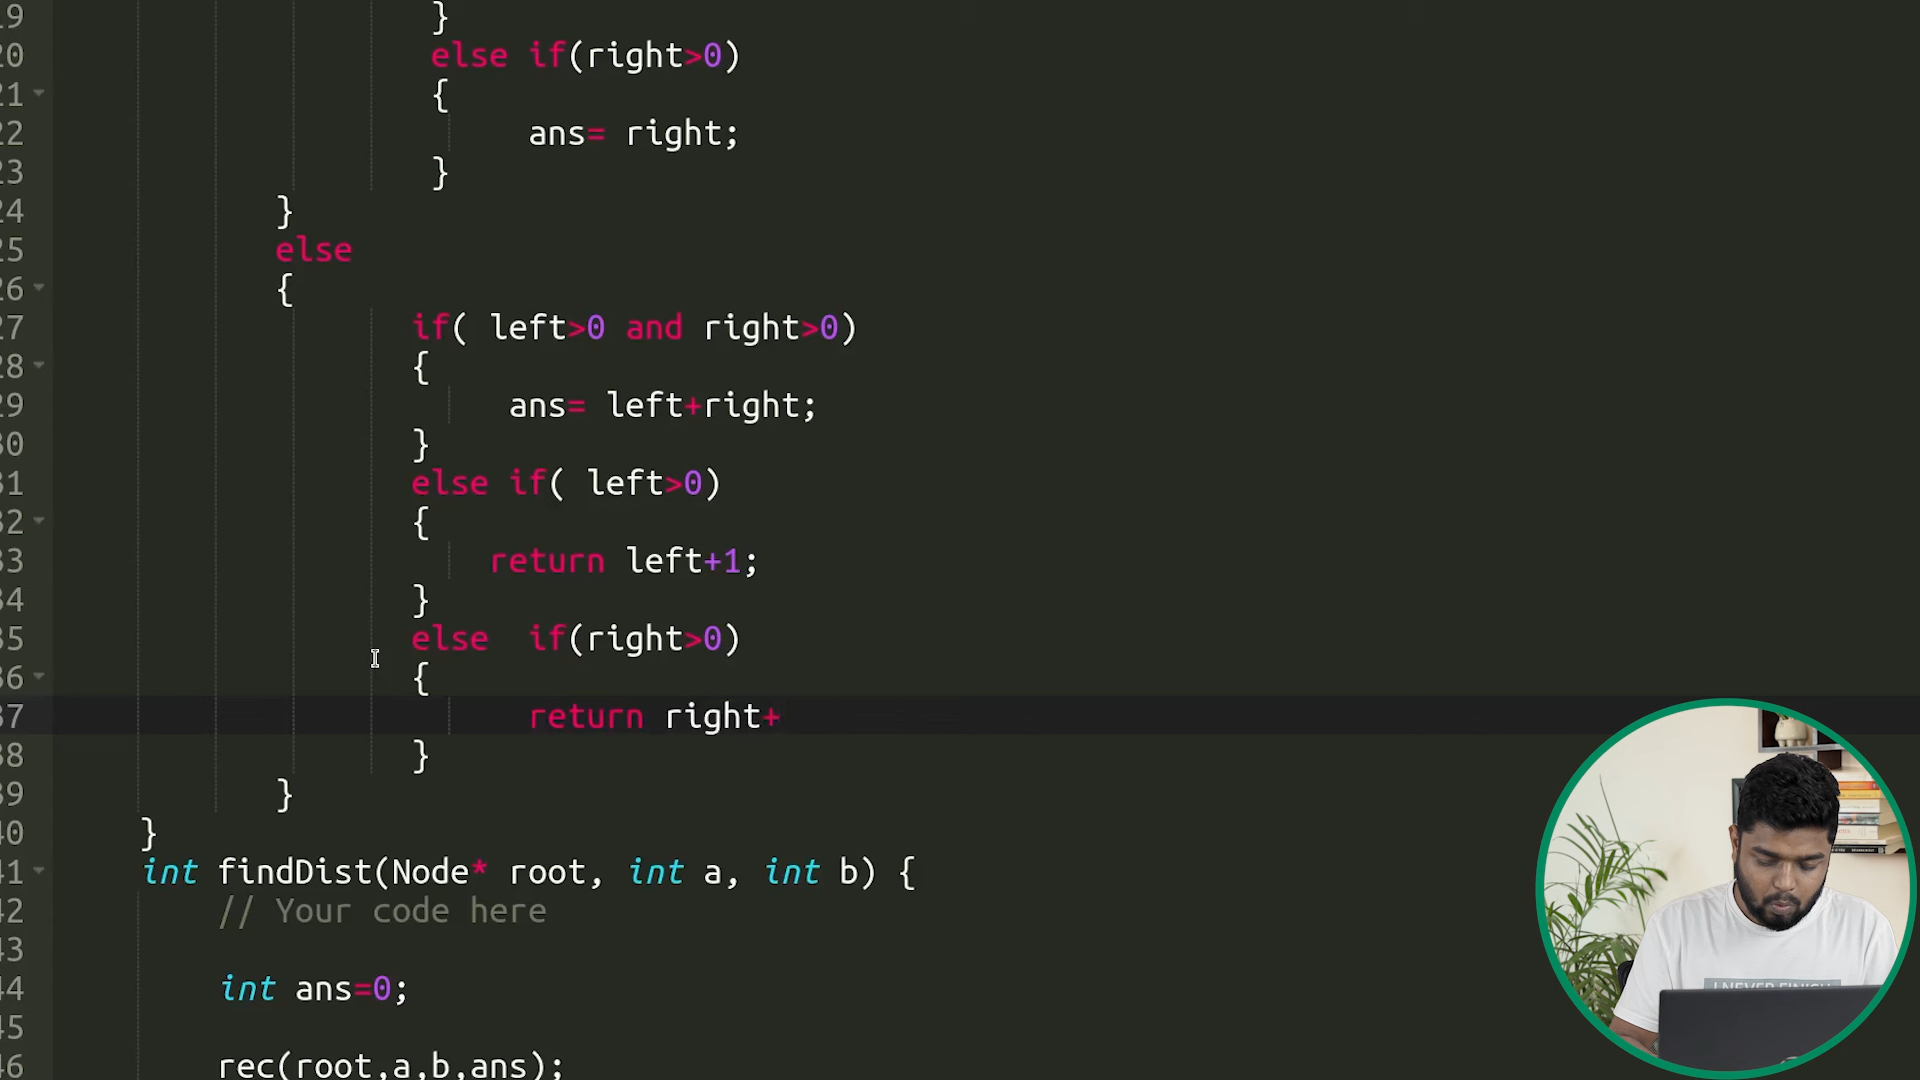 19 }
20 else if(right>0)
21 {
22 ans= right;
23 }
24 }
25 else
26 {
27 if( left>0 and right>0)
28 {
29 ans= left+right;
30 }
31 else if( left>0)
32 {
33 return left+1;
34 }
35 else  if(right>0)
36 {
37 return right+
38 }
39 }
40 }
41 int findDist(Node* root, int a, int b) {
42 // Your code here
43
44 int ans=0;
45
46 rec(root,a,b,ans);
I NEVER FINISH